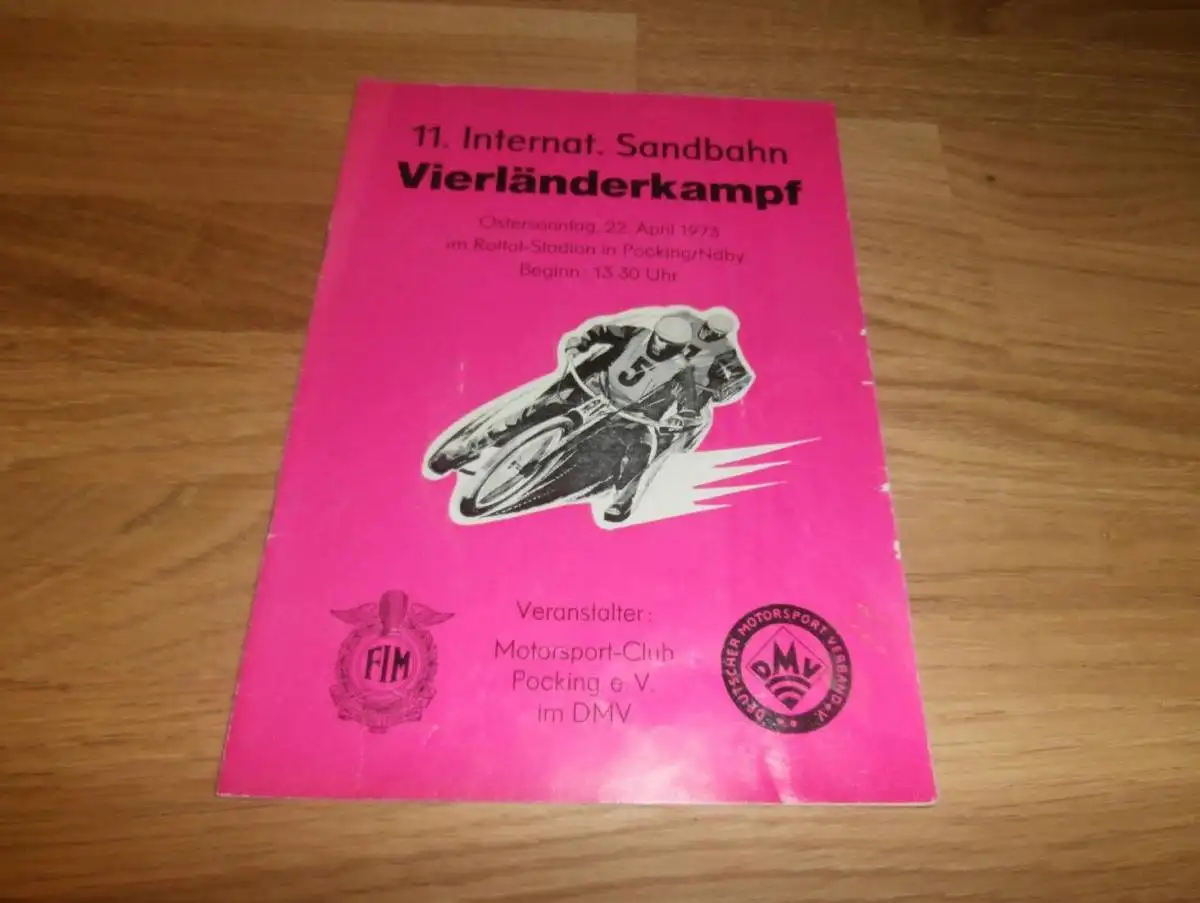 11. Internat. Sandbahn
Vierländerkampf
Ostersonntag, 22. April 1973
im Rottal-Stadion in Pocking/Ndby.
Beginn: 13.30 Uhr
5
FIM
Veranstalter:
Motorsport-Club
Pocking e.V.
im DMV
DEUTSCHER MOTORSPORT VERBAND e.V.
DMV